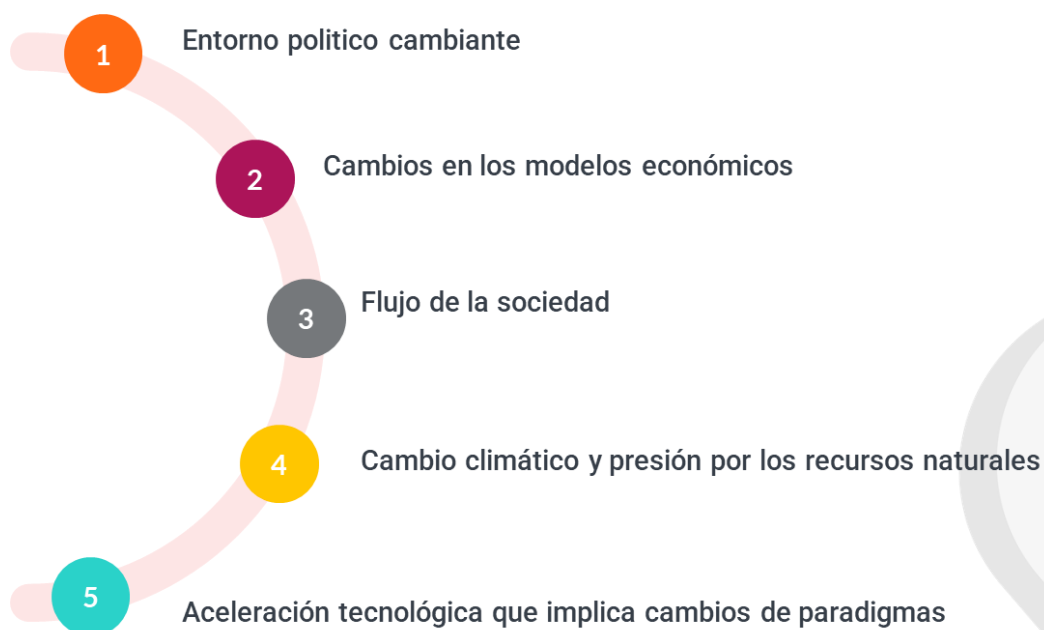 1 Entorno politico cambiante
2 Cambios en los modelos económicos
3 Flujo de la sociedad
4 Cambio climático y presión por los recursos naturales
5 Aceleración tecnológica que implica cambios de paradigmas